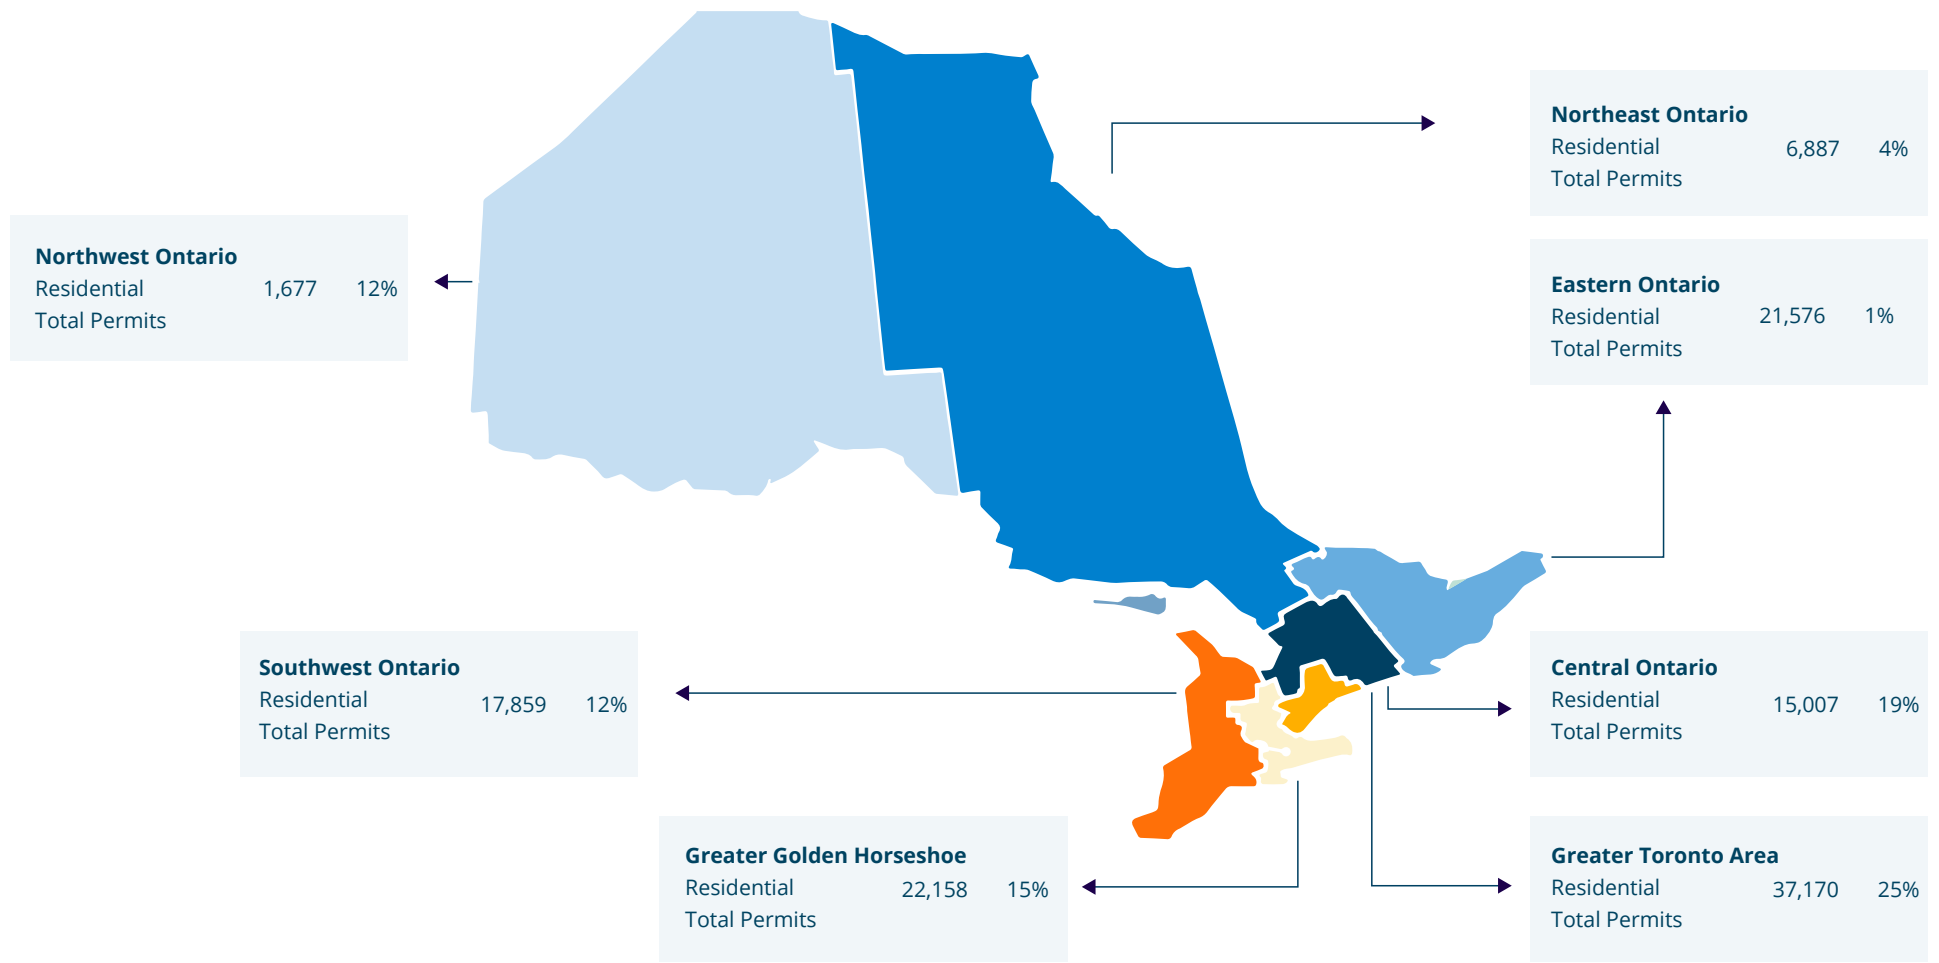 Northeast Ontario
Residential 6,887 4%
Total Permits
Northwest Ontario
Residential 1,677 12%
Total Permits
Eastern Ontario
Residential 21,576 1%
Total Permits
Southwest Ontario
Residential 17,859 12%
Total Permits
Central Ontario
Residential 15,007 19%
Total Permits
Greater Golden Horseshoe
Residential 22,158 15%
Total Permits
Greater Toronto Area
Residential 37,170 25%
Total Permits